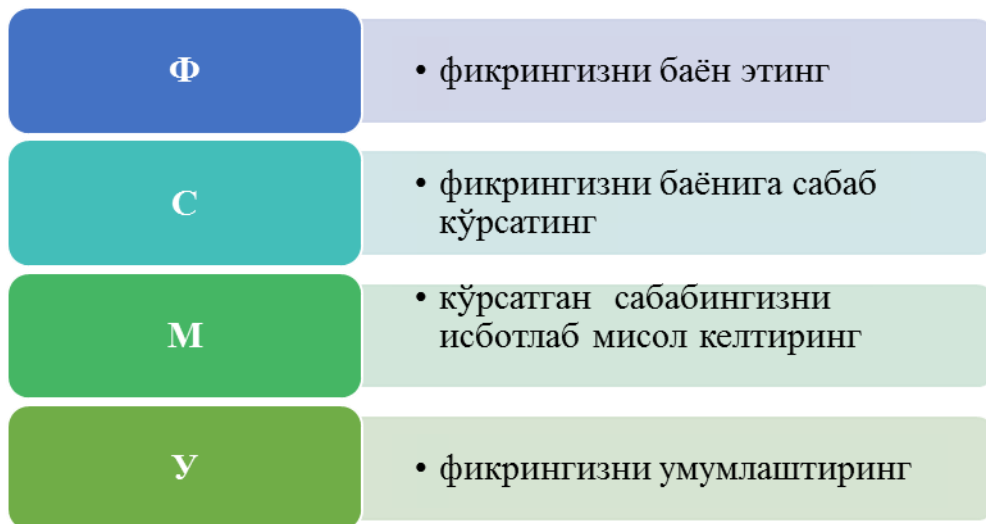 Ф
• фикрингизни баён этинг
С
• фикрингизни баёнига сабаб
кўрсатинг
М
• кўрсатган сабабингизни
исботлаб мисол келтиринг
У
• фикрингизни умумлаштиринг